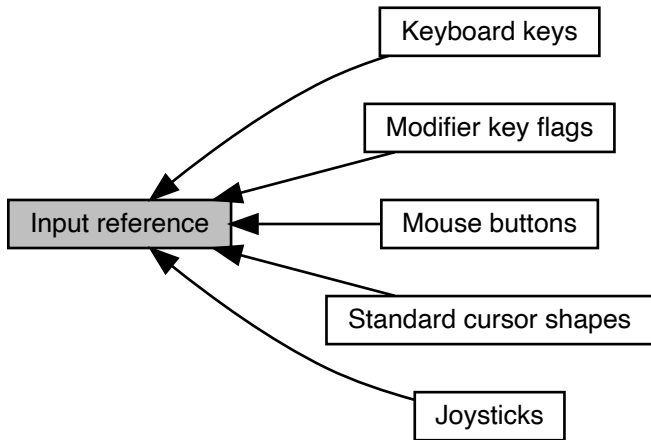 Keyboard keys
Modifier key flags
Input reference
Mouse buttons
Standard cursor shapes
Joysticks